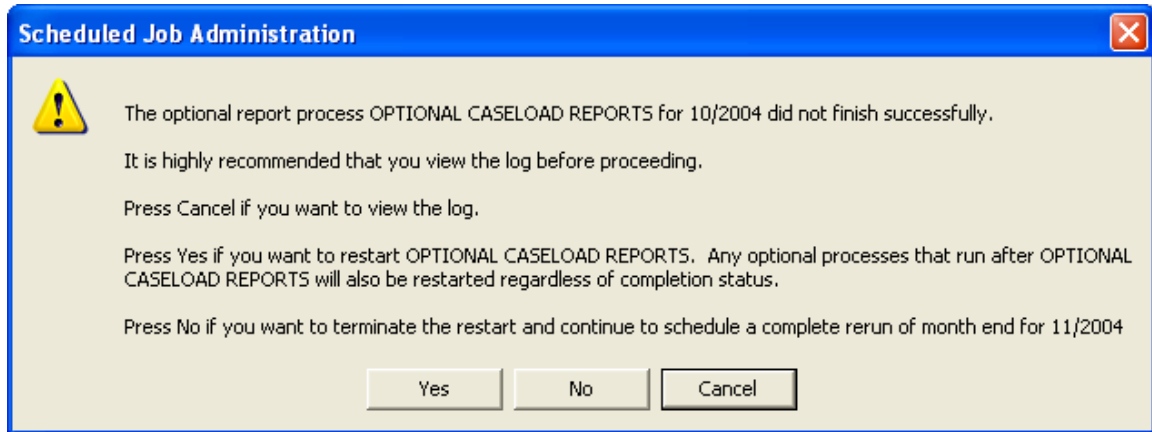 Scheduled Job Administration
The optional report process OPTIONAL CASELOAD REPORTS for 10/2004 did not finish successfully.
It is highly recommended that you view the log before proceeding.
Press Cancel if you want to view the log.
Press Yes if you want to restart OPTIONAL CASELOAD REPORTS.  Any optional processes that run after OPTIONAL
CASELOAD REPORTS will also be restarted regardless of completion status.
Press No if you want to terminate the restart and continue to schedule a complete rerun of month end for 11/2004
Yes No Cancel